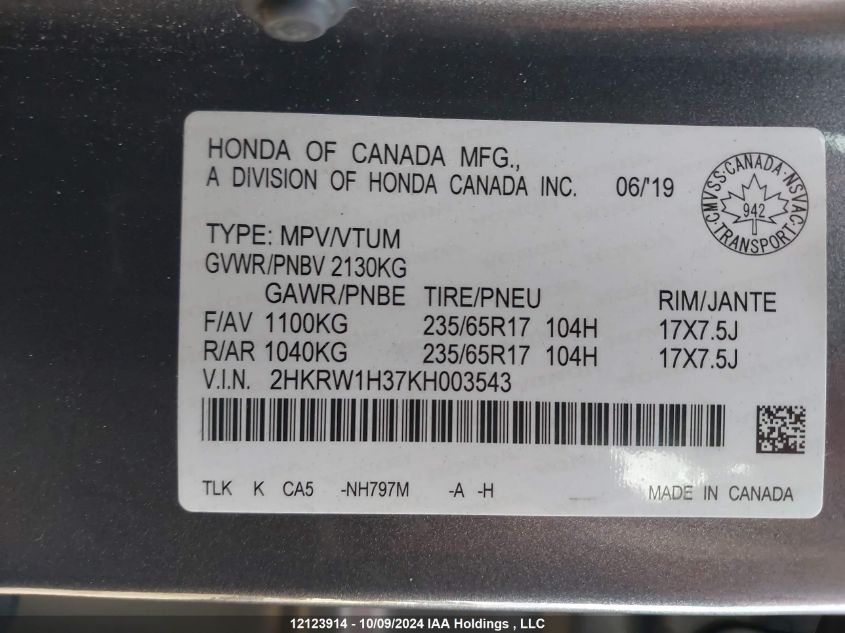 HONDA OF CANADA MFG.,
A DIVISION OF HONDA CANADA INC. 06/'19
CMVSS·CANADA·NSVAC·TRANSPORT·
942
TYPE: MPV/VTUM
GVWR/PNBV 2130KG
GAWR/PNBE TIRE/PNEU RIM/JANTE
F/AV 1100KG 235/65R17 104H 17X7.5J
R/AR 1040KG 235/65R17 104H 17X7.5J
V.I.N. 2HKRW1H37KH003543
TLK K CA5 -NH797M -A -H MADE IN CANADA
12123914 - 10/09/2024 IAA Holdings, LLC